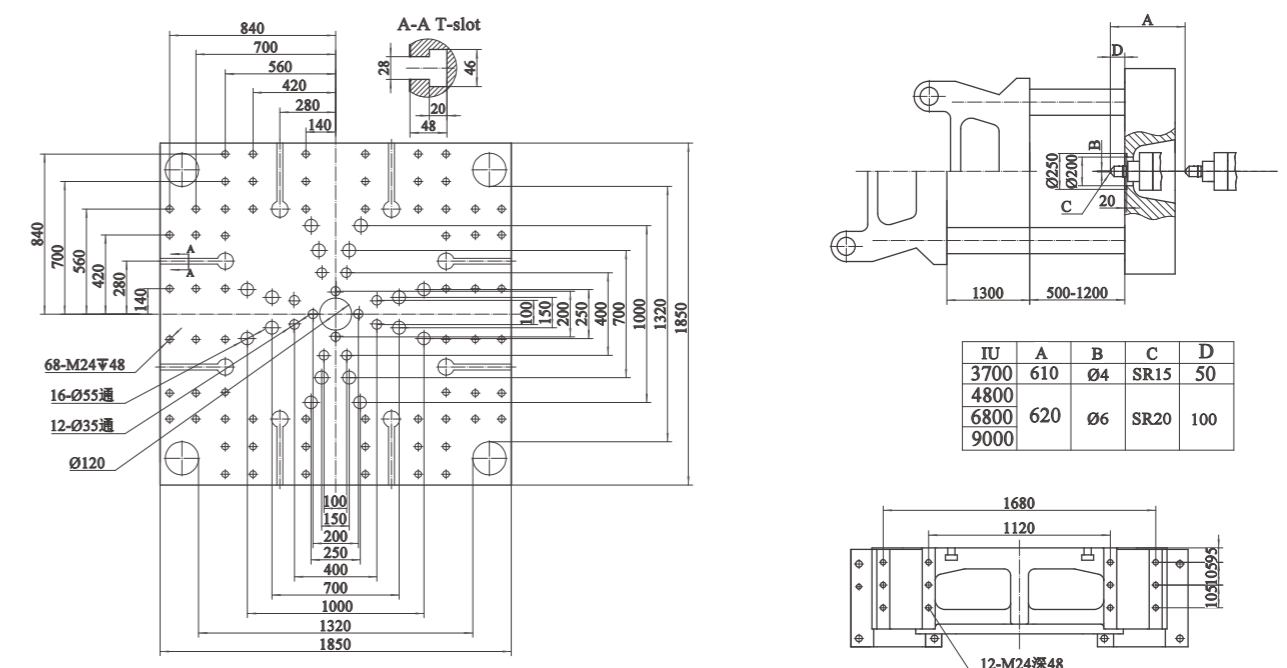 A-A T-slot
840
700
560
420
280
140
28
46
20
48
840
700
560
420
280
140
A
A
100
150
200
250
400
700
1000
1320
1850
68-M24↧48
16-Ø55通
12-Ø35通
Ø120
100
150
200
250
400
700
1000
1320
1850
A
D
B
Ø250
Ø200
C
20
1300
500-1200
IU A B C D
3700 610 Ø4 SR15 50
4800
6800 620 Ø6 SR20 100
9000
1680
1120
95
105
105
12-M24深48